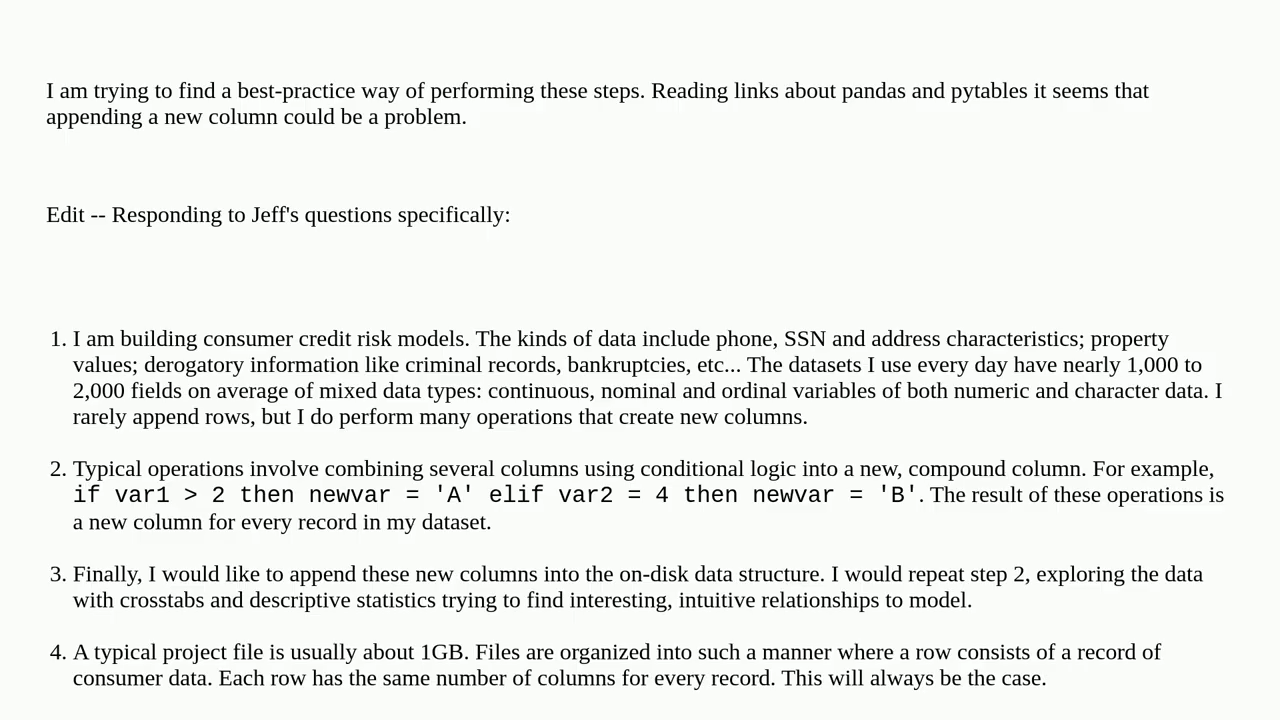 I am trying to find a best-practice way of performing these steps. Reading links about pandas and pytables it seems that
appending a new column could be a problem.
Edit -- Responding to Jeff's questions specifically:
1. I am building consumer credit risk models. The kinds of data include phone, SSN and address characteristics; property
values; derogatory information like criminal records, bankruptcies, etc... The datasets I use every day have nearly 1,000 to
2,000 fields on average of mixed data types: continuous, nominal and ordinal variables of both numeric and character data. I
rarely append rows, but I do perform many operations that create new columns.
2. Typical operations involve combining several columns using conditional logic into a new, compound column. For example,
if var1 > 2 then newvar = 'A' elif var2 = 4 then newvar = 'B'. The result of these operations is
a new column for every record in my dataset.
3. Finally, I would like to append these new columns into the on-disk data structure. I would repeat step 2, exploring the data
with crosstabs and descriptive statistics trying to find interesting, intuitive relationships to model.
4. A typical project file is usually about 1GB. Files are organized into such a manner where a row consists of a record of
consumer data. Each row has the same number of columns for every record. This will always be the case.